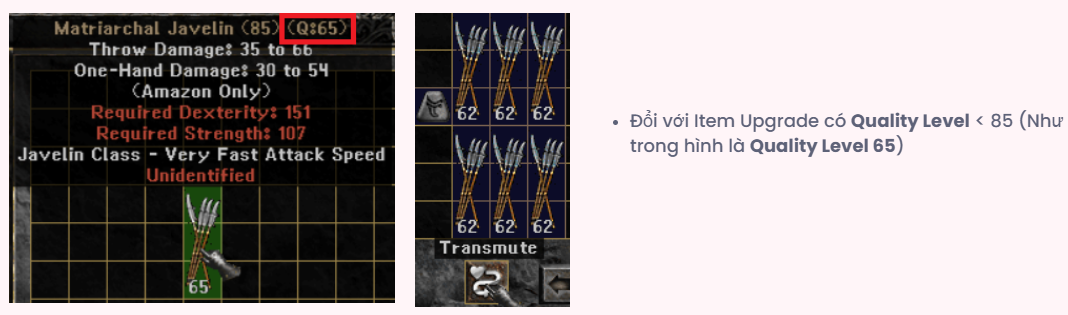 Matriarchal Javelin (85) (Q:65)
Throw Damage: 35 to 66
One-Hand Damage: 30 to 54
(Amazon Only)
Required Dexterity: 151
Required Strength: 107
Javelin Class - Very Fast Attack Speed
Unidentified
65
62 62 62
62 62 62
Transmute
• Đổi với Item Upgrade có Quality Level < 85 (Như
trong hình là Quality Level 65)